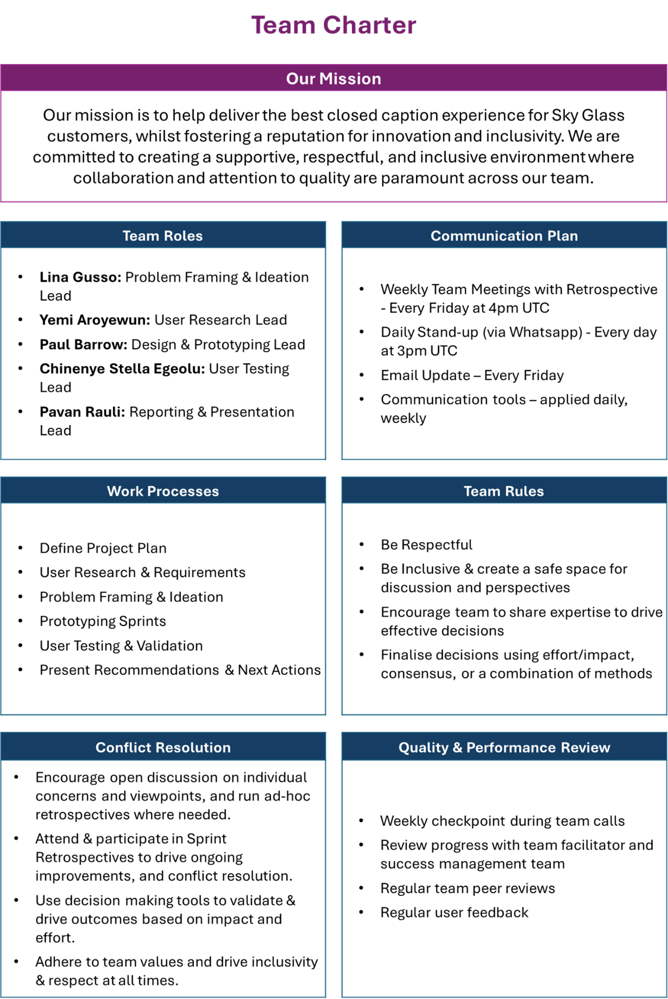 Team Charter
Our Mission
Our mission is to help deliver the best closed caption experience for Sky Glass
customers, whilst fostering a reputation for innovation and inclusivity. We are
committed to creating a supportive, respectful, and inclusive environment where
collaboration and attention to quality are paramount across our team.
Team Roles
• Lina Gusso: Problem Framing & Ideation
Lead
• Yemi Aroyewun: User Research Lead
• Paul Barrow: Design & Prototyping Lead
• Chinenye Stella Egeolu: User Testing
Lead
• Pavan Rauli: Reporting & Presentation
Lead
Communication Plan
• Weekly Team Meetings with Retrospective
- Every Friday at 4pm UTC
• Daily Stand-up (via Whatsapp) - Every day
at 3pm UTC
• Email Update – Every Friday
• Communication tools – applied daily,
weekly
Work Processes
• Define Project Plan
• User Research & Requirements
• Problem Framing & Ideation
• Prototyping Sprints
• User Testing & Validation
• Present Recommendations & Next Actions
Team Rules
• Be Respectful
• Be Inclusive & create a safe space for
discussion and perspectives
• Encourage team to share expertise to drive
effective decisions
• Finalise decisions using effort/impact,
consensus, or a combination of methods
Conflict Resolution
• Encourage open discussion on individual
concerns and viewpoints, and run ad-hoc
retrospectives where needed.
• Attend & participate in Sprint
Retrospectives to drive ongoing
improvements, and conflict resolution.
• Use decision making tools to validate &
drive outcomes based on impact and
effort.
• Adhere to team values and drive inclusivity
& respect at all times.
Quality & Performance Review
• Weekly checkpoint during team calls
• Review progress with team facilitator and
success management team
• Regular team peer reviews
• Regular user feedback